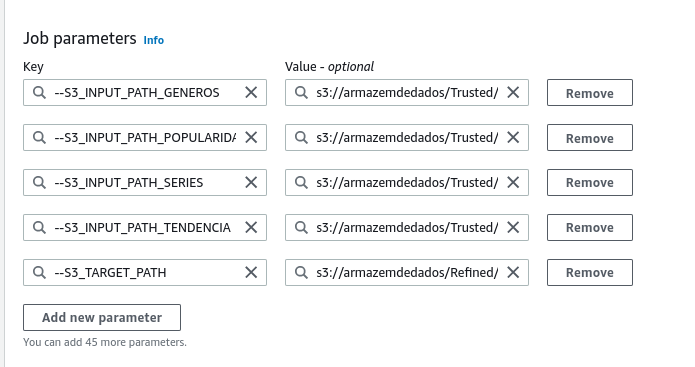 Job parameters Info
Key Value - optional
--S3_INPUT_PATH_GENEROS s3://armazemdedados/Trusted/ Remove
--S3_INPUT_PATH_POPULARIDA s3://armazemdedados/Trusted/ Remove
--S3_INPUT_PATH_SERIES s3://armazemdedados/Trusted/ Remove
--S3_INPUT_PATH_TENDENCIA s3://armazemdedados/Trusted/ Remove
--S3_TARGET_PATH s3://armazemdedados/Refined/ Remove
Add new parameter
You can add 45 more parameters.